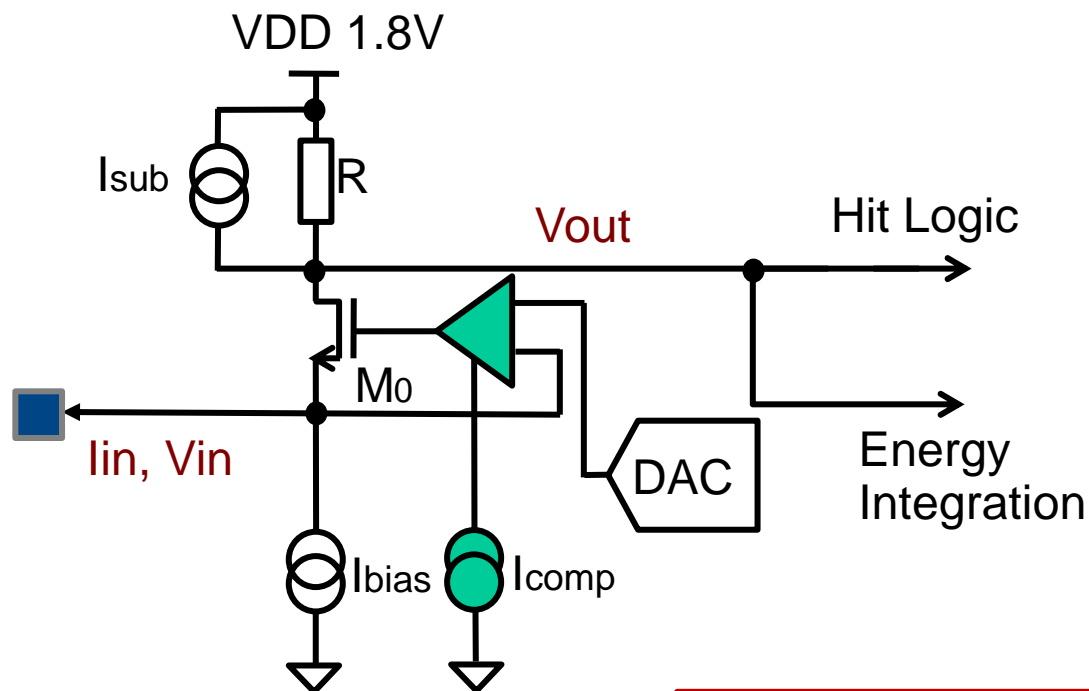 VDD 1.8V
Isub
R
Vout
Hit Logic
M0
Iin, Vin
DAC
Energy
Integration
Ibias
Icomp